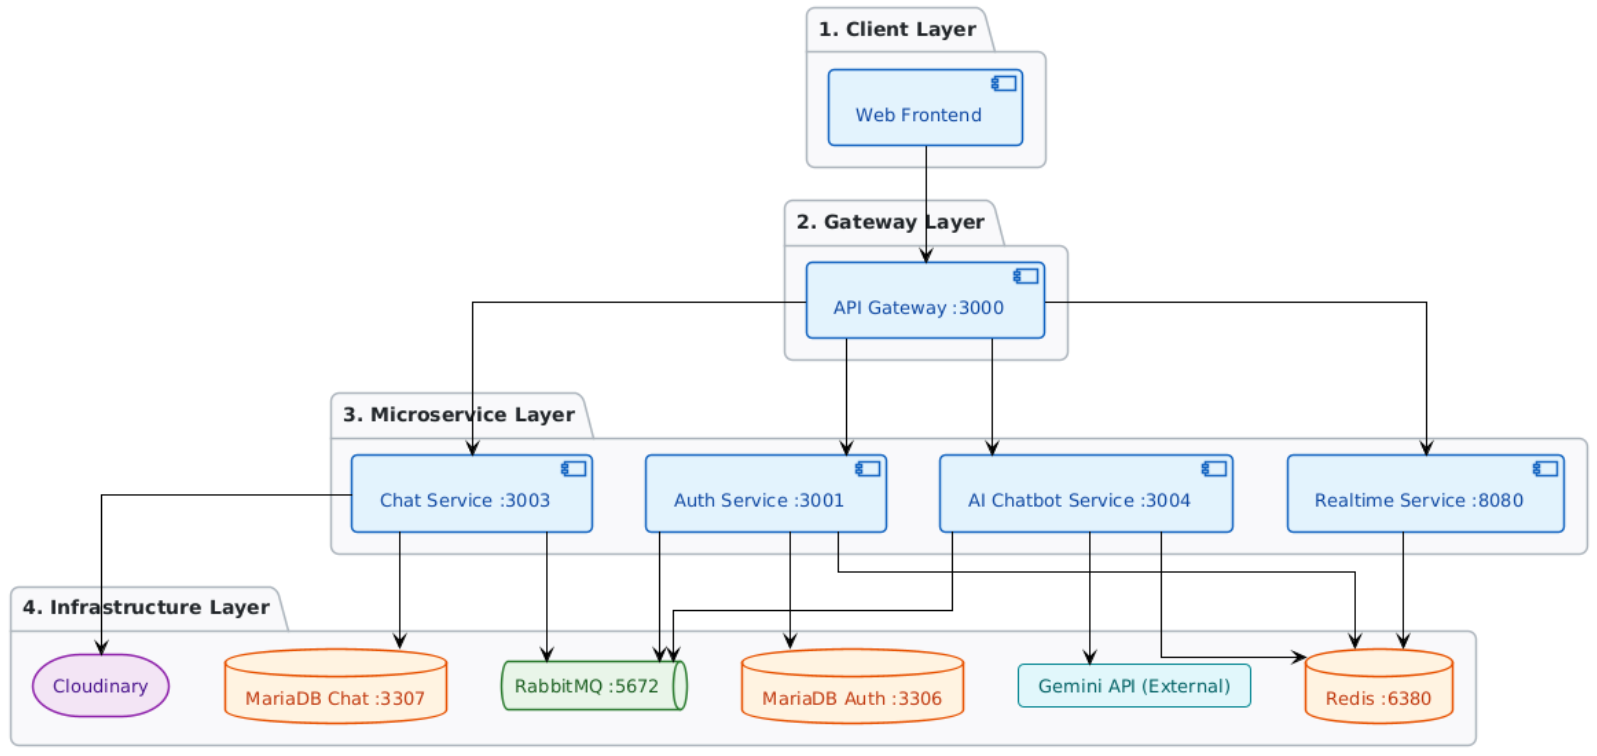 1. Client Layer
Web Frontend
2. Gateway Layer
API Gateway :3000
3. Microservice Layer
Chat Service :3003
Auth Service :3001
AI Chatbot Service :3004
Realtime Service :8080
4. Infrastructure Layer
Cloudinary
MariaDB Chat :3307
RabbitMQ :5672
MariaDB Auth :3306
Gemini API (External)
Redis :6380